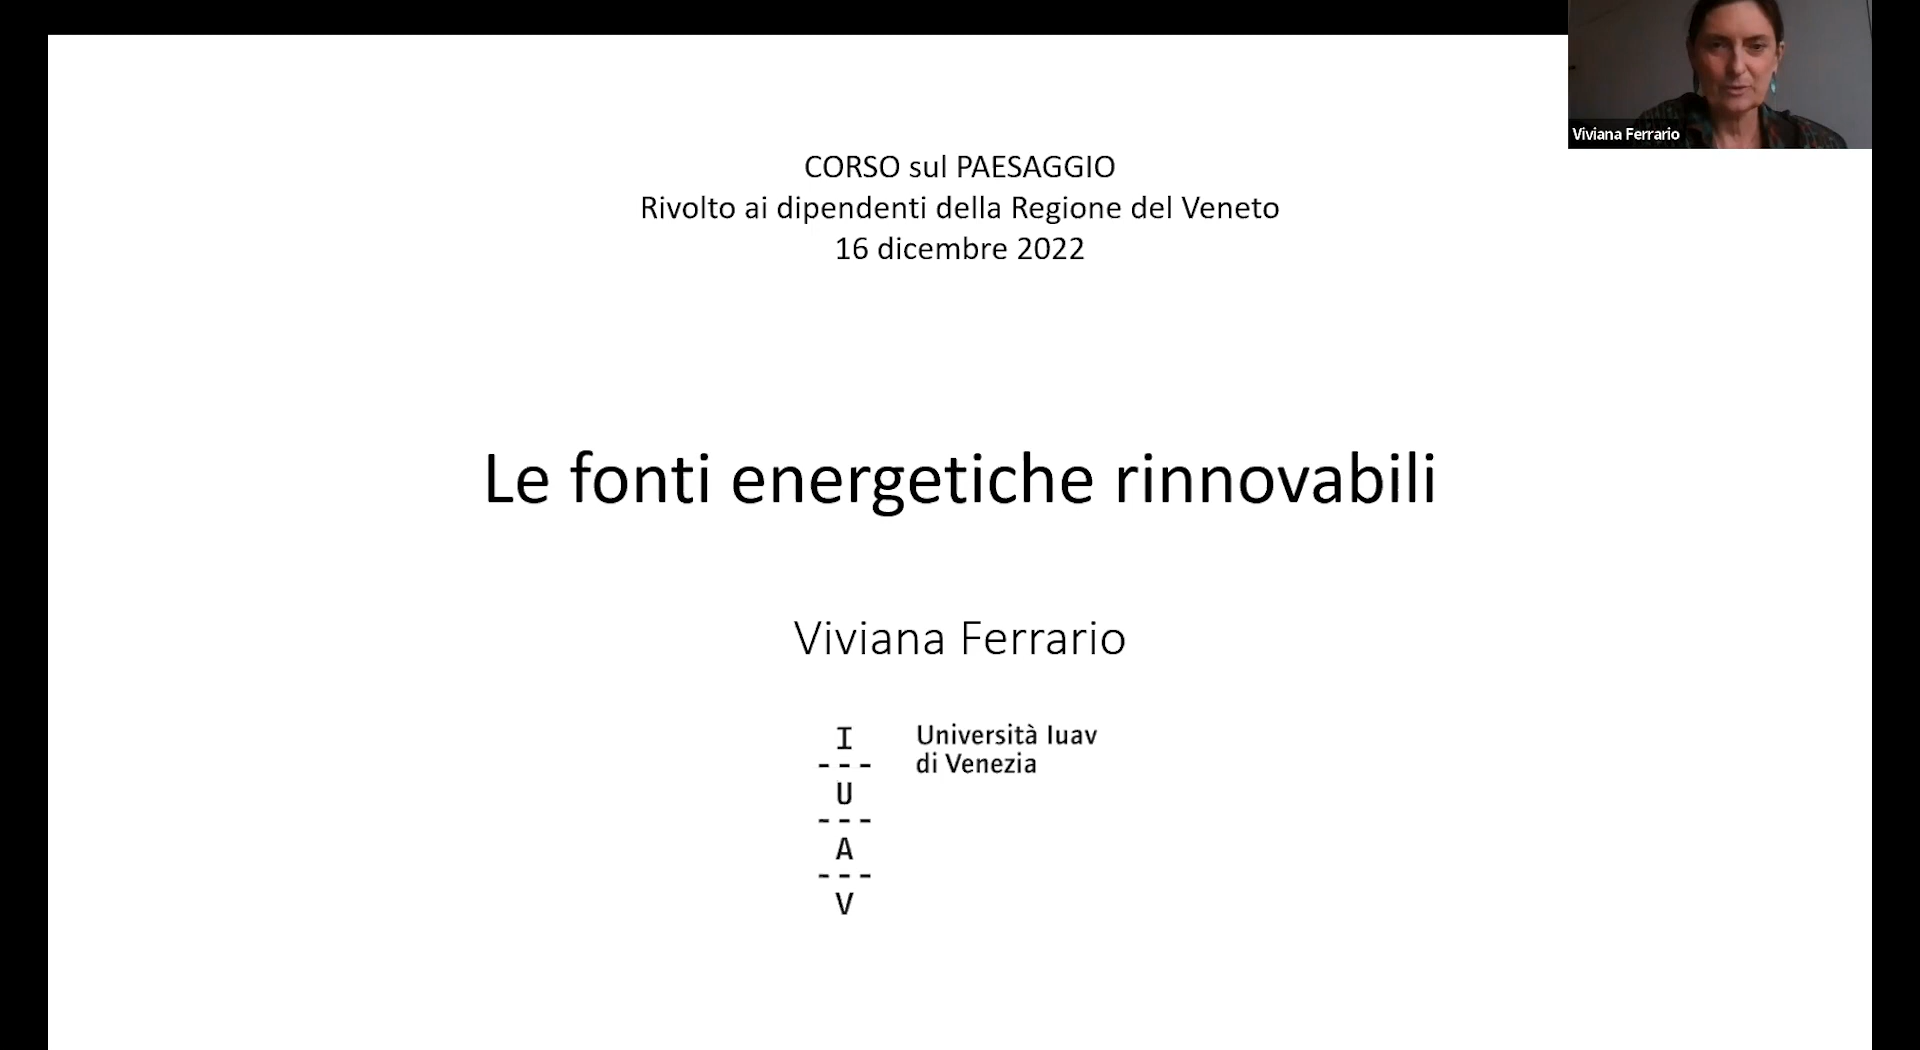 CORSO sul PAESAGGIO
Rivolto ai dipendenti della Regione del Veneto
16 dicembre 2022
Viviana Ferrario
Le fonti energetiche rinnovabili
Viviana Ferrario
I
---
U
---
A
---
V
Università Iuav
di Venezia